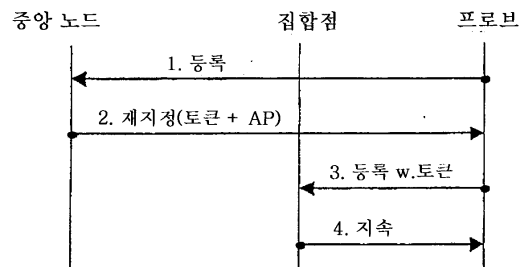 중앙 노드 집합점 프로브
1. 등록
2. 재지정(토큰 + AP)
3. 등록 w.토큰
4. 지속